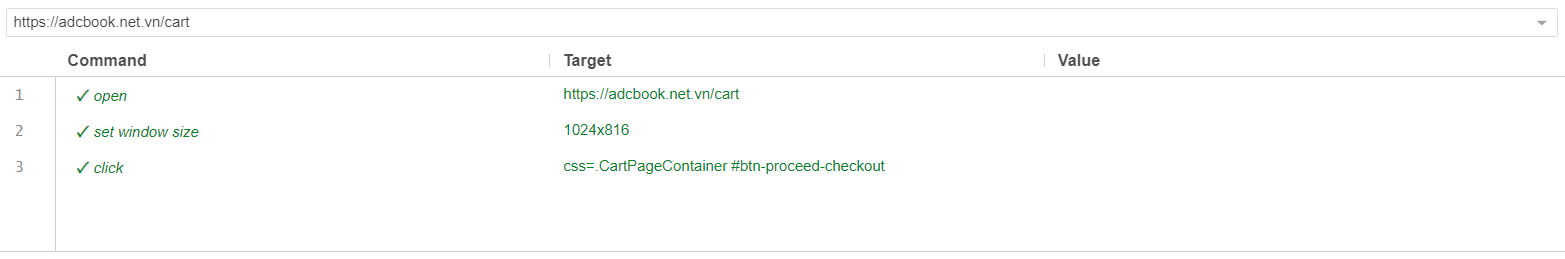 https://adcbook.net.vn/cart
Command Target Value
1 ✓ open https://adcbook.net.vn/cart
2 ✓ set window size 1024x816
3 ✓ click css=.CartPageContainer #btn-proceed-checkout